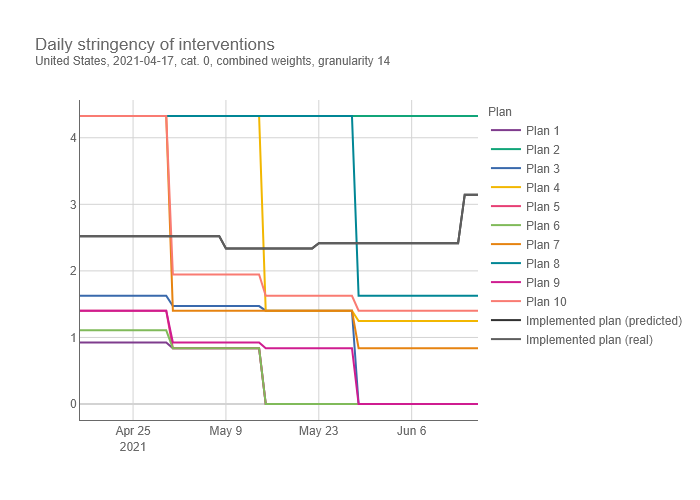 Daily stringency of interventions
United States, 2021-04-17, cat. 0, combined weights, granularity 14
4
3
2
1
0
Apr 25
2021
May 9
May 23
Jun 6
Plan
Plan 1
Plan 2
Plan 3
Plan 4
Plan 5
Plan 6
Plan 7
Plan 8
Plan 9
Plan 10
Implemented plan (predicted)
Implemented plan (real)